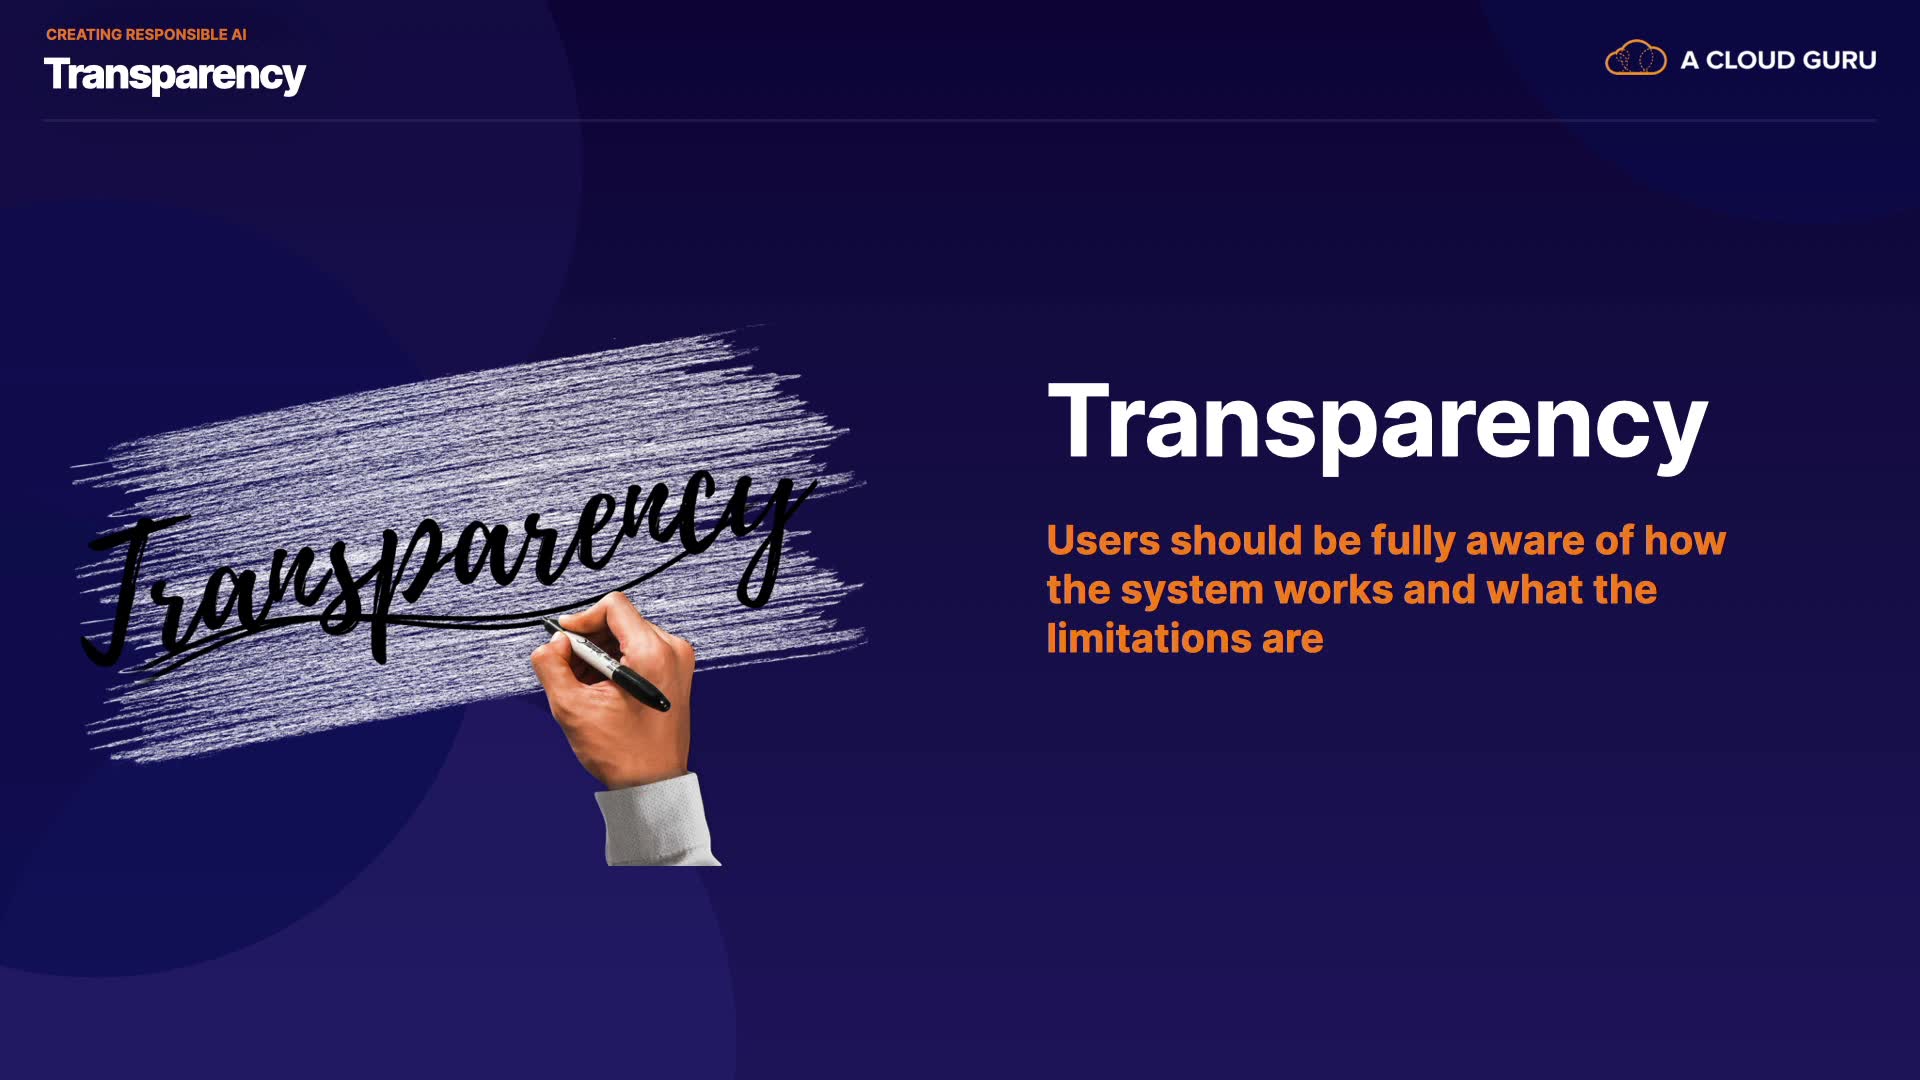 CREATING RESPONSIBLE AI
Transparency
A CLOUD GURU
Transparency
Transparency
Users should be fully aware of how
the system works and what the
limitations are